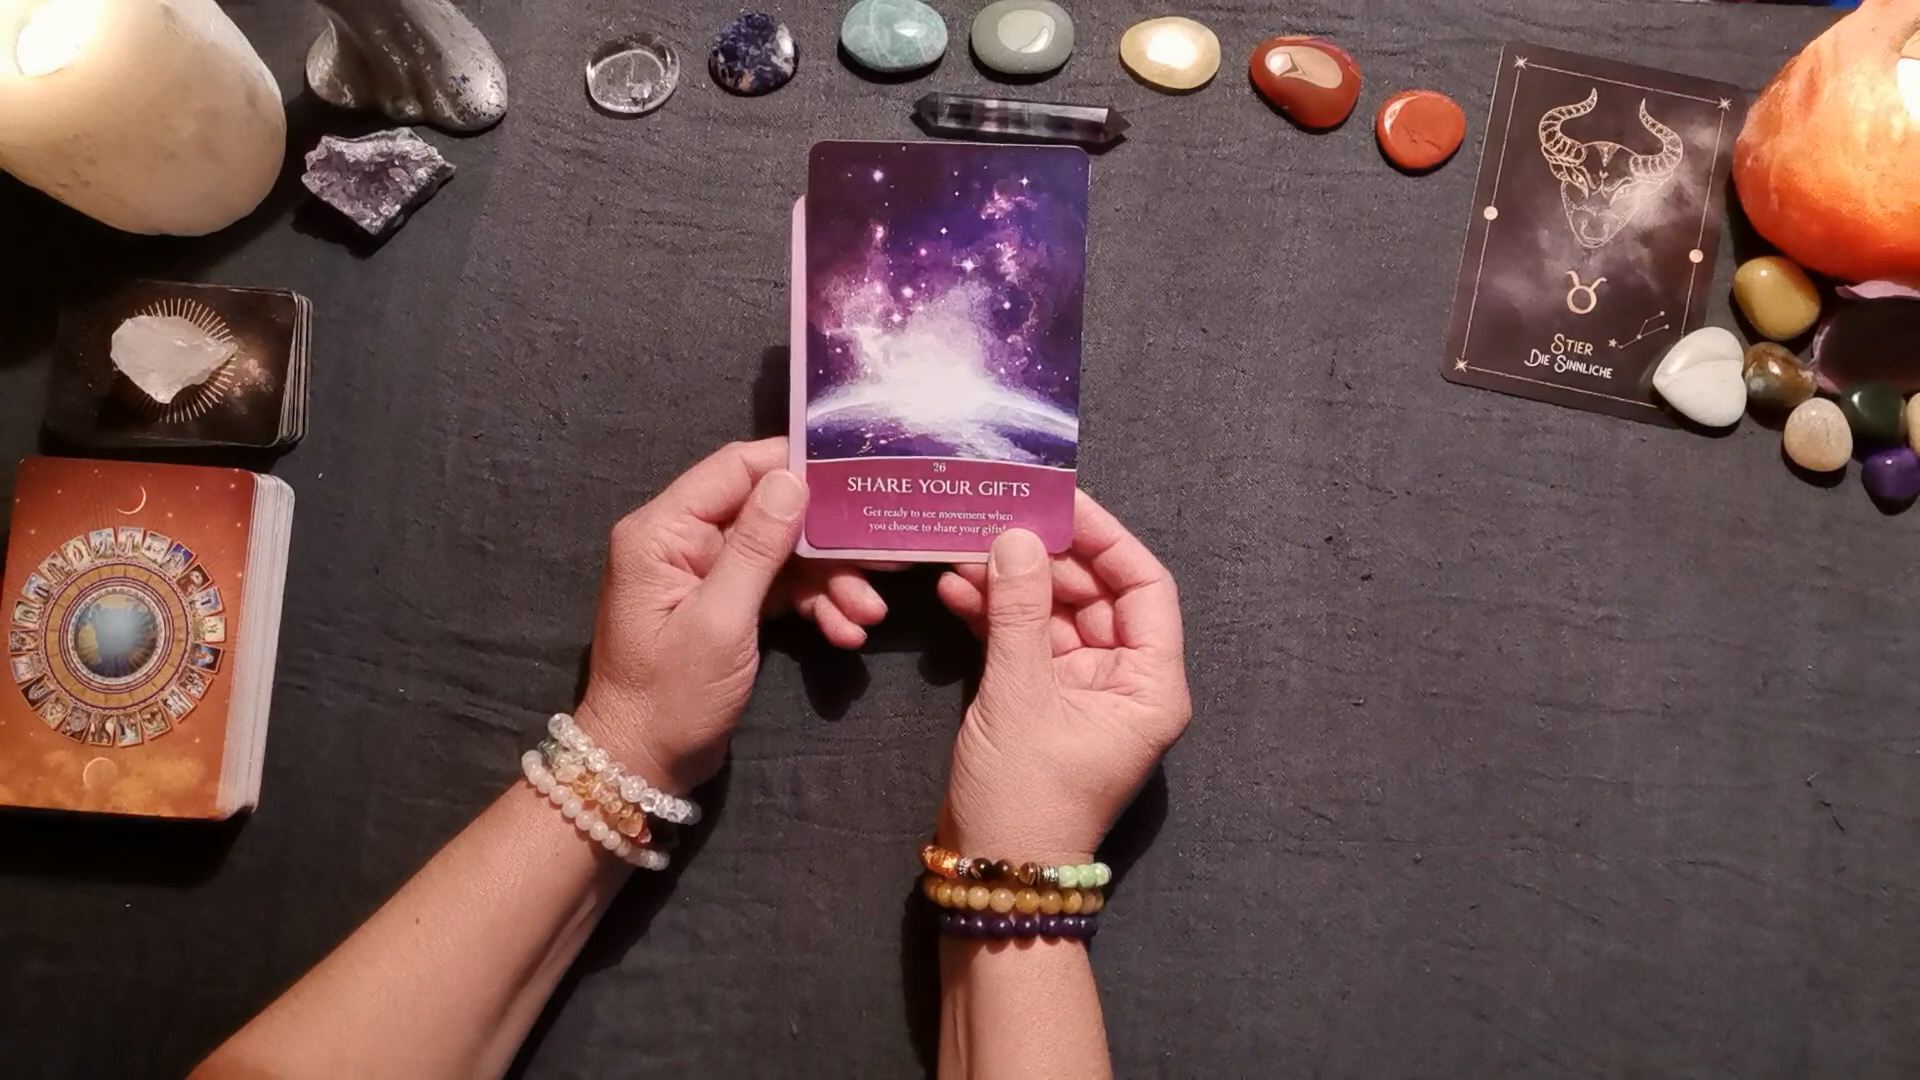 26
SHARE YOUR GIFTS
Get ready to see movement when
you choose to share your gifts!
STIER
DIE SINNLICHE